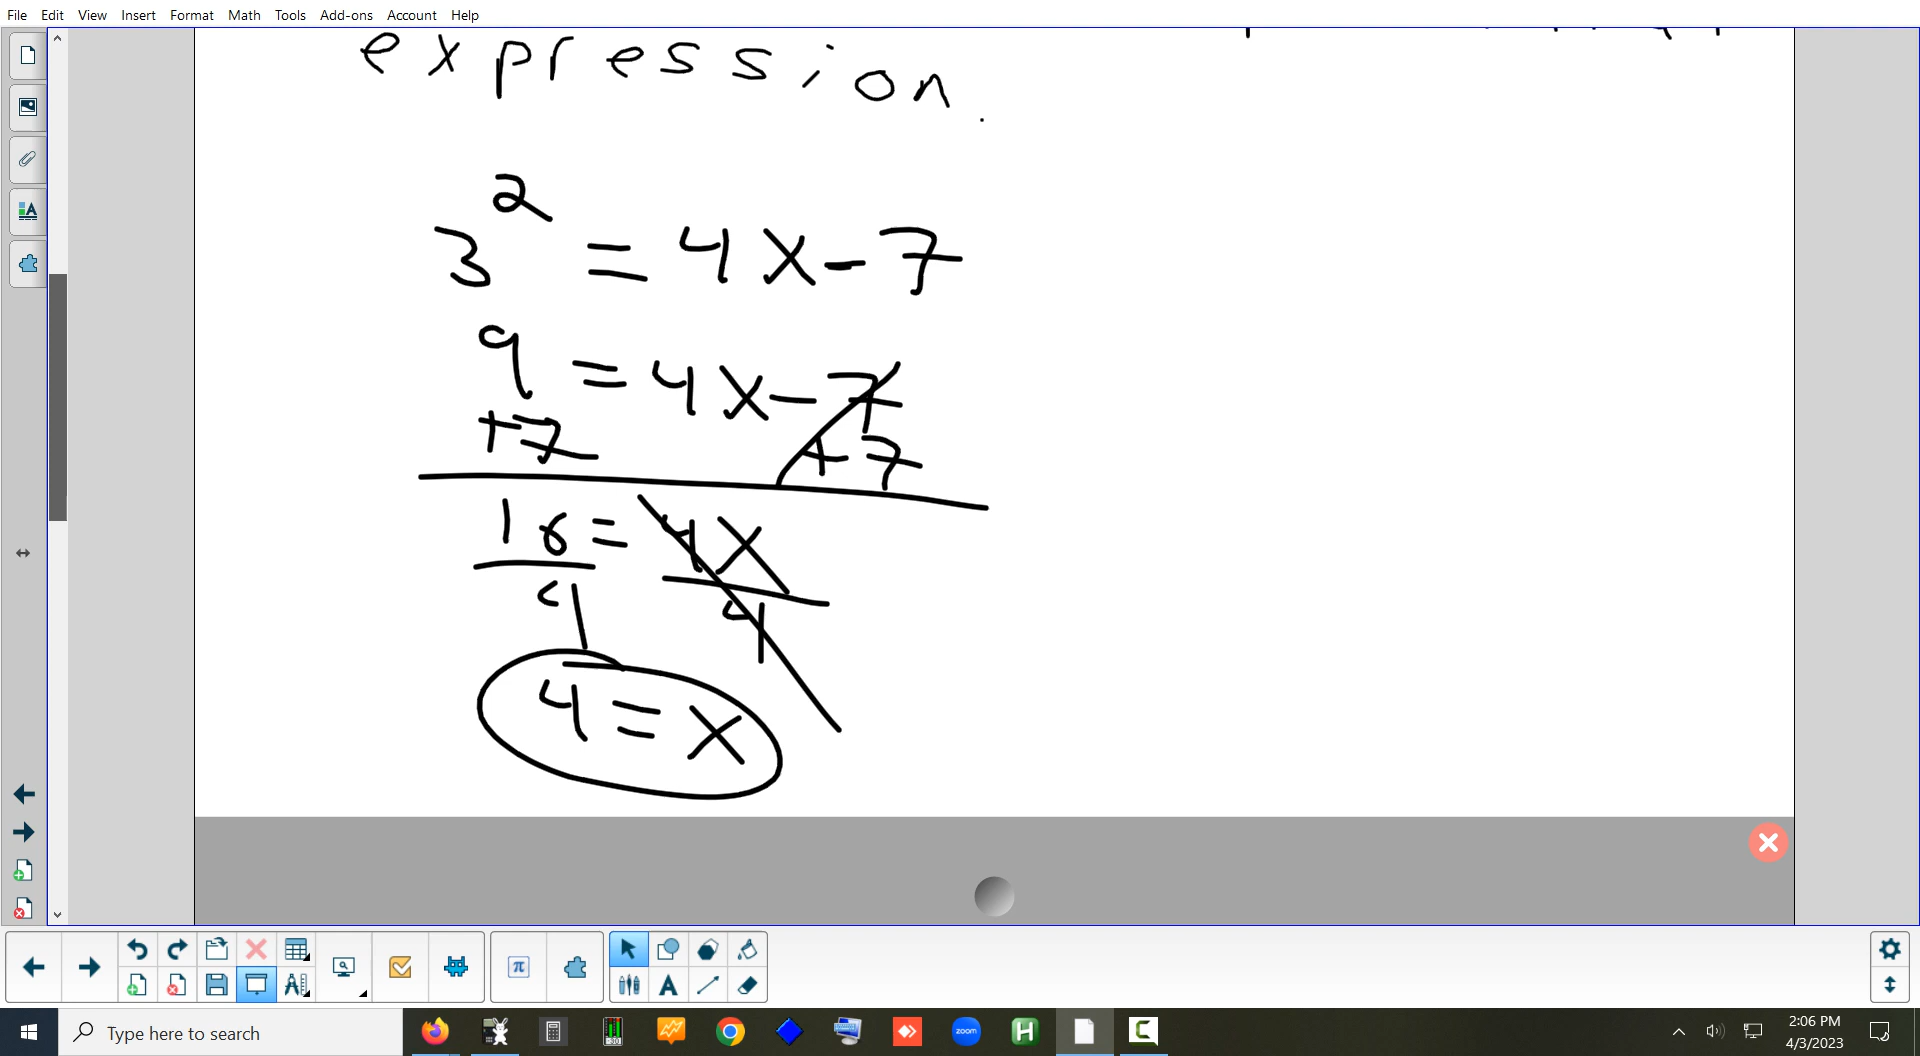 File Edit View Insert Format Math Tools Add-ons Account Help
expression.
3² = 4x - 7
9 = 4x - 7
+7 +7
16 = 4x
4 4
4 = x
π
A
zoom
H
C
Type here to search
2:06 PM
4/3/2023